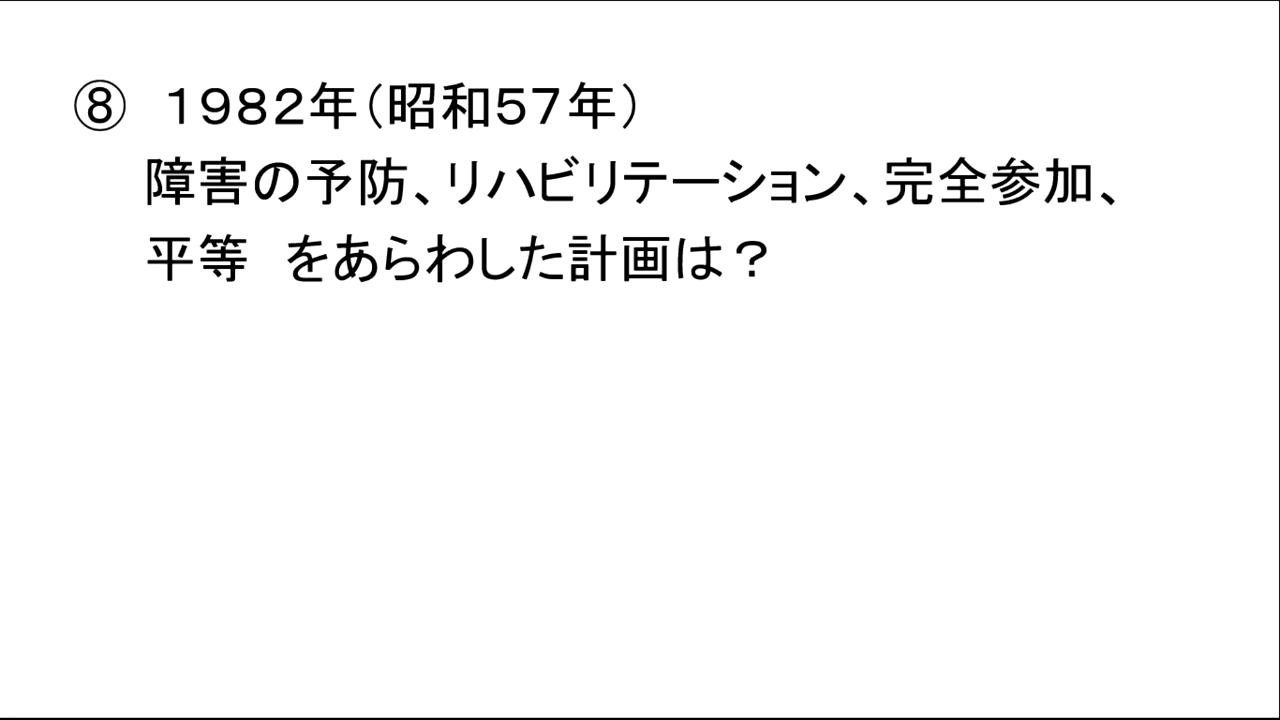 ⑧　１９８２年（昭和５７年）
障害の予防、リハビリテーション、完全参加、
平等　をあらわした計画は？